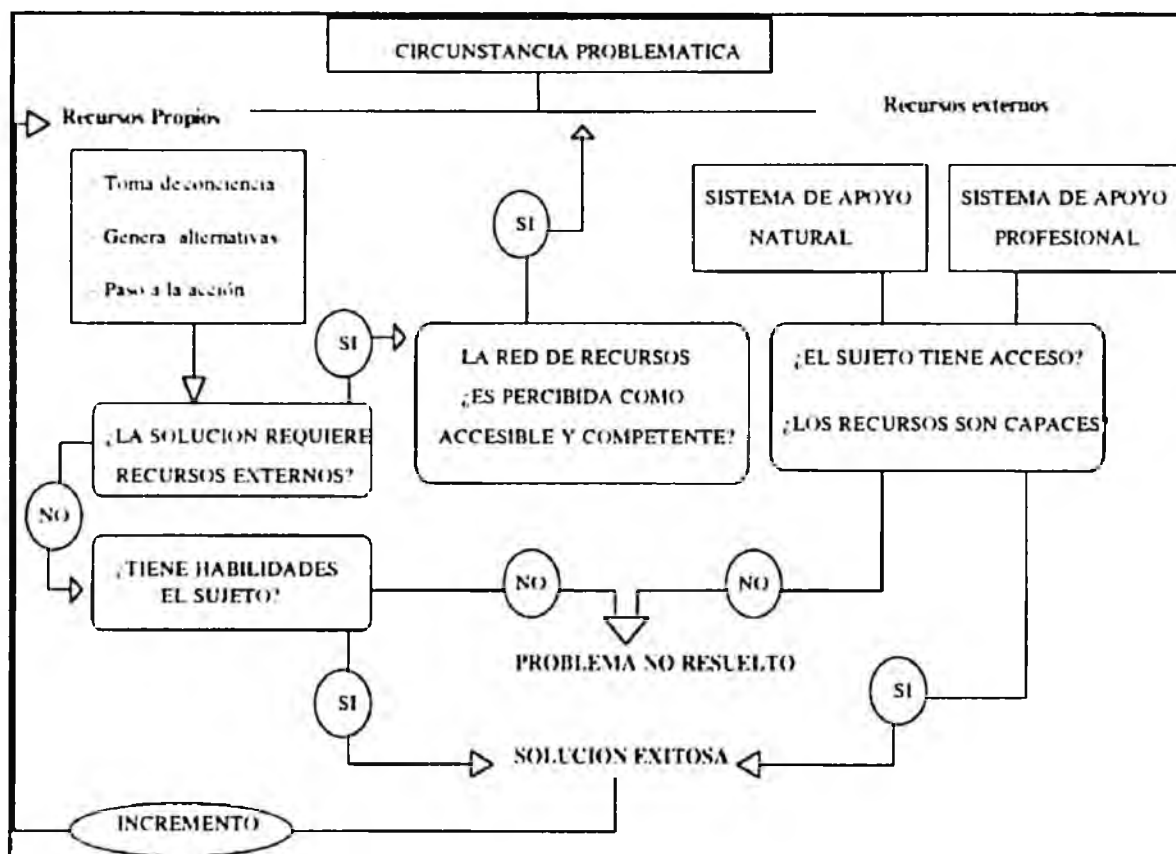 CIRCUNSTANCIA PROBLEMATICA
Recursos Propios
Recursos externos
Toma de conciencia
Genera alternativas
Paso a la acción
SI
SISTEMA DE APOYO
NATURAL
SISTEMA DE APOYO
PROFESIONAL
SI
LA RED DE RECURSOS
¿ES PERCIBIDA COMO
ACCESIBLE Y COMPETENTE?
¿EL SUJETO TIENE ACCESO?
¿LOS RECURSOS SON CAPACES?
¿LA SOLUCION REQUIERE
RECURSOS EXTERNOS?
NO
¿TIENE HABILIDADES
EL SUJETO?
NO
NO
PROBLEMA NO RESUELTO
SI
SI
SOLUCION EXITOSA
INCREMENTO